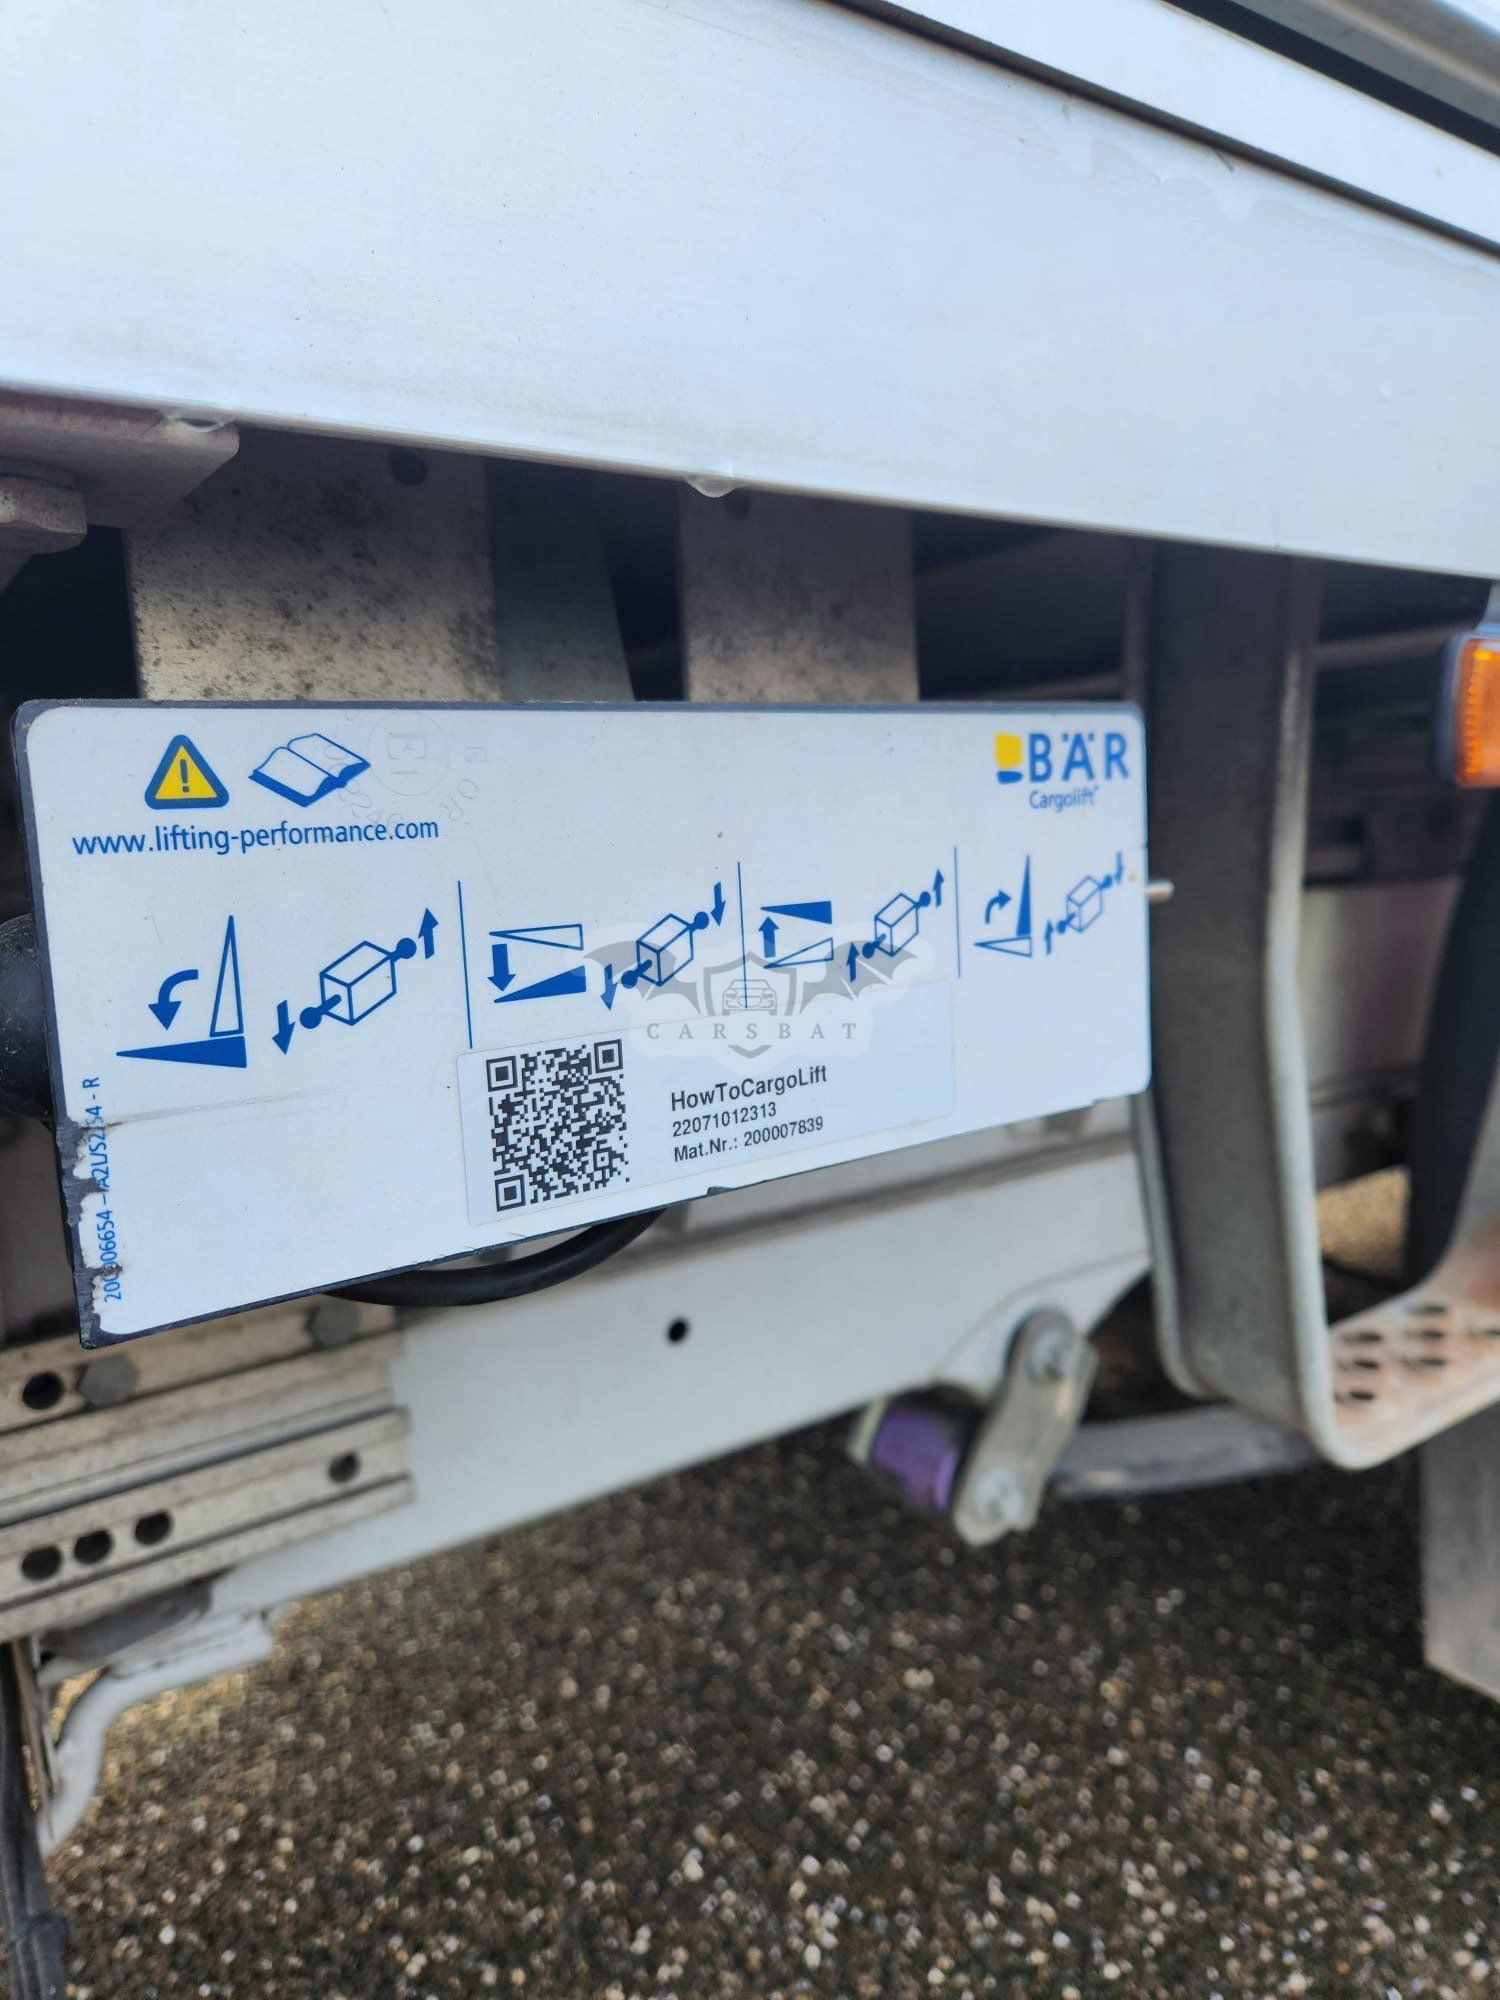 BÄR
Cargolift
www.lifting-performance.com
CARSBAT
HowToCargoLift
22071012313
Mat.Nr.: 200007839